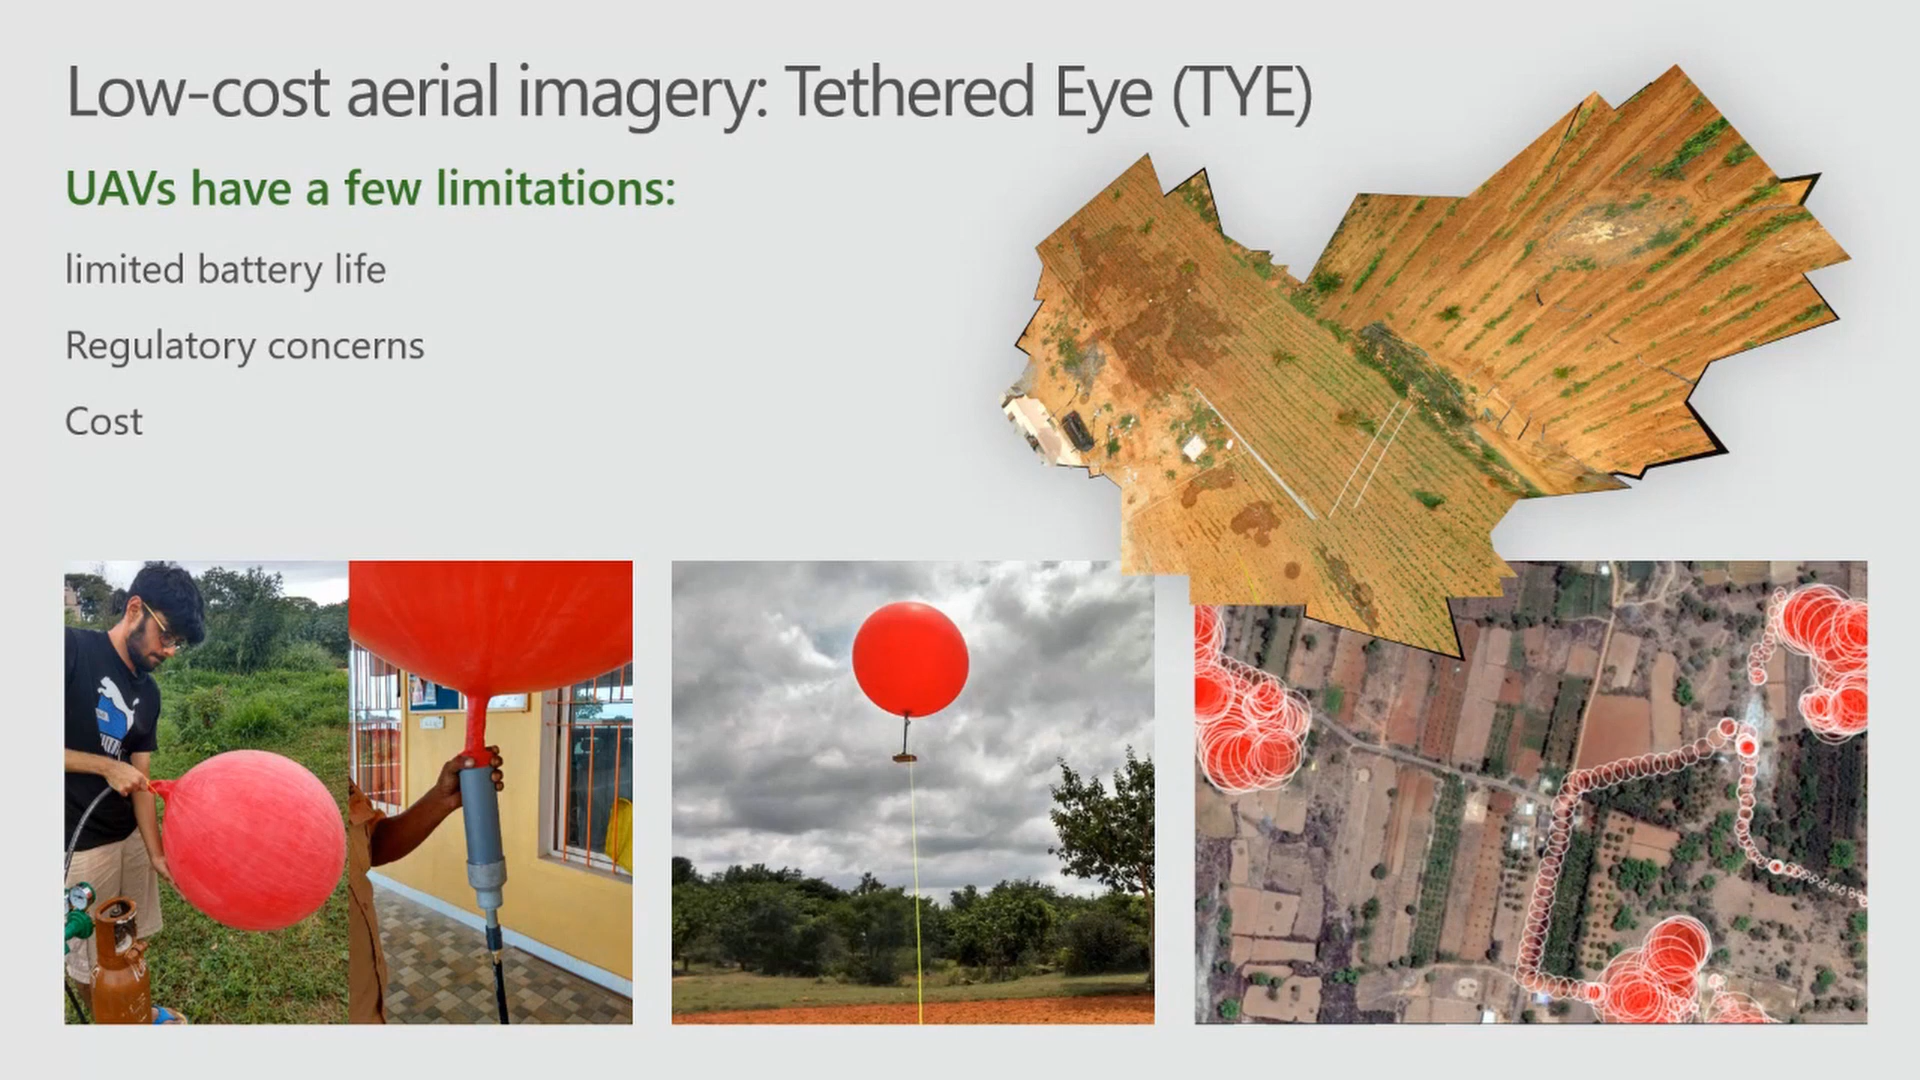 Low-cost aerial imagery: Tethered Eye (TYE)
UAVs have a few limitations:
limited battery life
Regulatory concerns
Cost